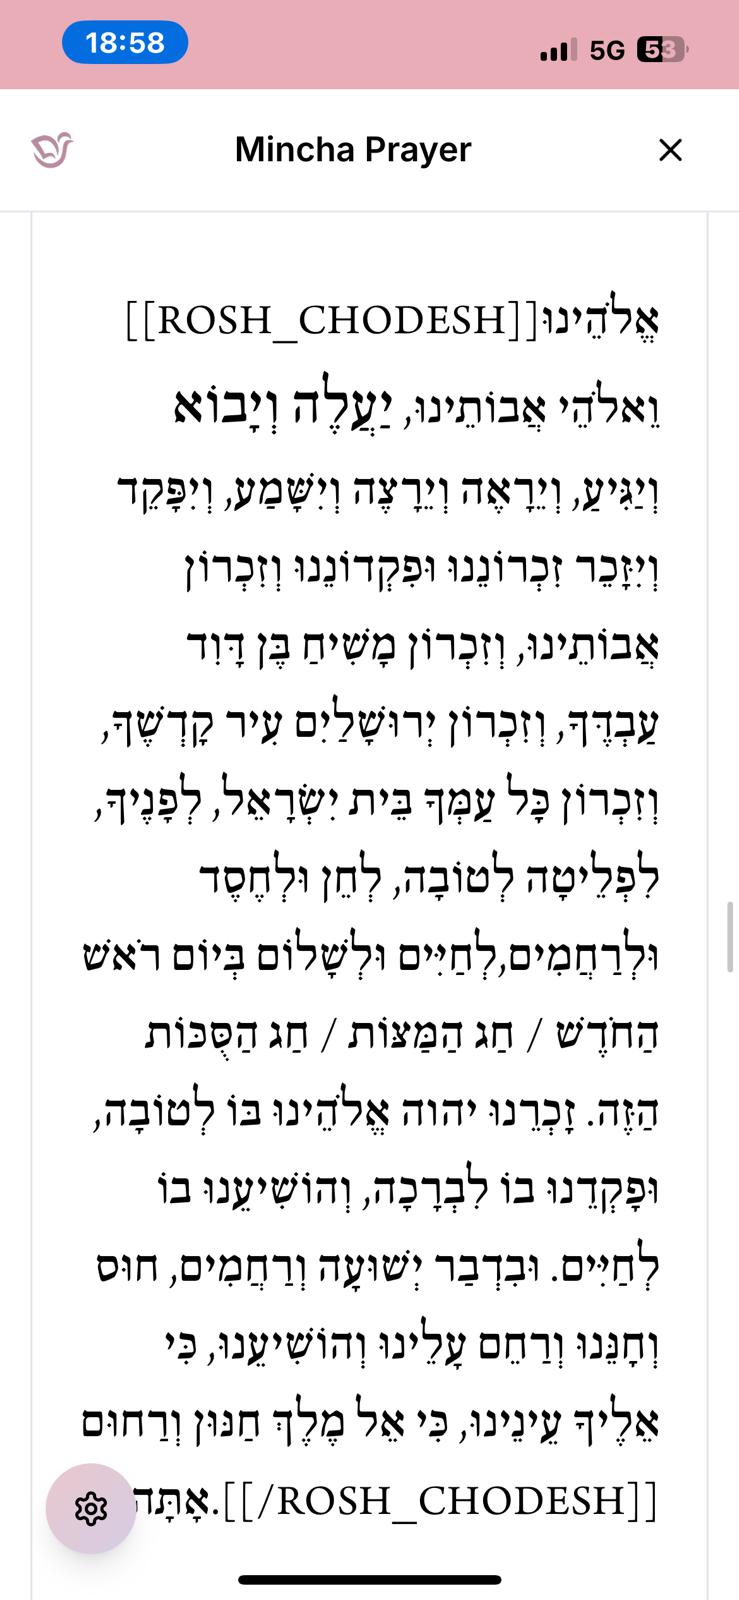 18:58
5G 53
Mincha Prayer
[[ROSH_CHODESH]]אֱלֹהֵינוּ
וֵאלֹהֵי אֲבוֹתֵינוּ, יַעֲלֶה וְיָבוֹא
וְיַגִּיעַ, וְיֵרָאֶה וְיֵרָצֶה וְיִשָּׁמַע, וְיִפָּקֵד
וְיִזָּכֵר זִכְרוֹנֵנוּ וּפִקְדוֹנֵנוּ וְזִכְרוֹן
אֲבוֹתֵינוּ, וְזִכְרוֹן מָשִׁיחַ בֶּן דָּוִד
עַבְדֶּךָ, וְזִכְרוֹן יְרוּשָׁלַיִם עִיר קָדְשֶׁךָ,
וְזִכְרוֹן כָּל עַמְּךָ בֵּית יִשְׂרָאֵל, לְפָנֶיךָ,
לִפְלֵיטָה לְטוֹבָה, לְחֵן וּלְחֶסֶד
וּלְרַחֲמִים,לְחַיִּים וּלְשָׁלוֹם בְּיוֹם רֹאשׁ
הַחֹדֶשׁ / חַג הַמַּצּוֹת / חַג הַסֻּכּוֹת
הַזֶּה. זָכְרֵנוּ יהוה אֱלֹהֵינוּ בּוֹ לְטוֹבָה,
וּפָקְדֵנוּ בוֹ לִבְרָכָה, וְהוֹשִׁיעֵנוּ בוֹ
לְחַיִּים. וּבִדְבַר יְשׁוּעָה וְרַחֲמִים, חוּס
וְחָנֵּנוּ וְרַחֵם עָלֵינוּ וְהוֹשִׁיעֵנוּ, כִּי
אֵלֶיךָ עֵינֵינוּ, כִּי אֵל מֶלֶךְ חַנּוּן וְרַחוּם
אָתָּה.[[/ROSH_CHODESH]]